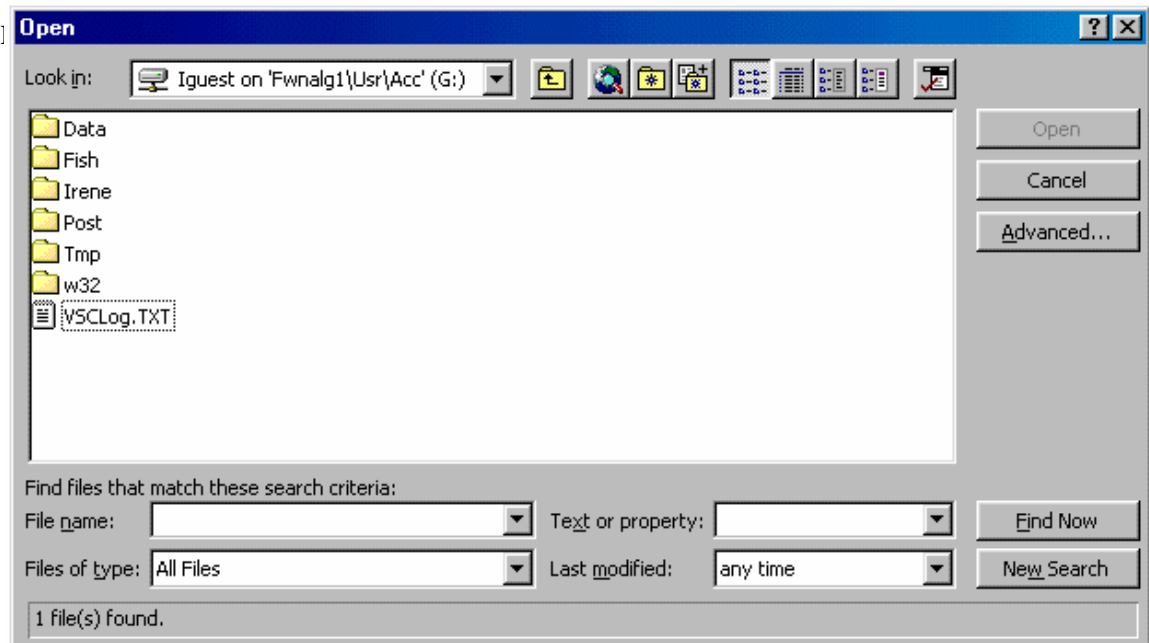 Open
Look in: Iguest on 'Fwnalg1\Usr\Acc' (G:)
Data
Fish
Irene
Post
Tmp
w32
VSCLog.TXT
Open
Cancel
Advanced...
Find files that match these search criteria:
File name: Text or property: Find Now
Files of type: All Files Last modified: any time New Search
1 file(s) found.